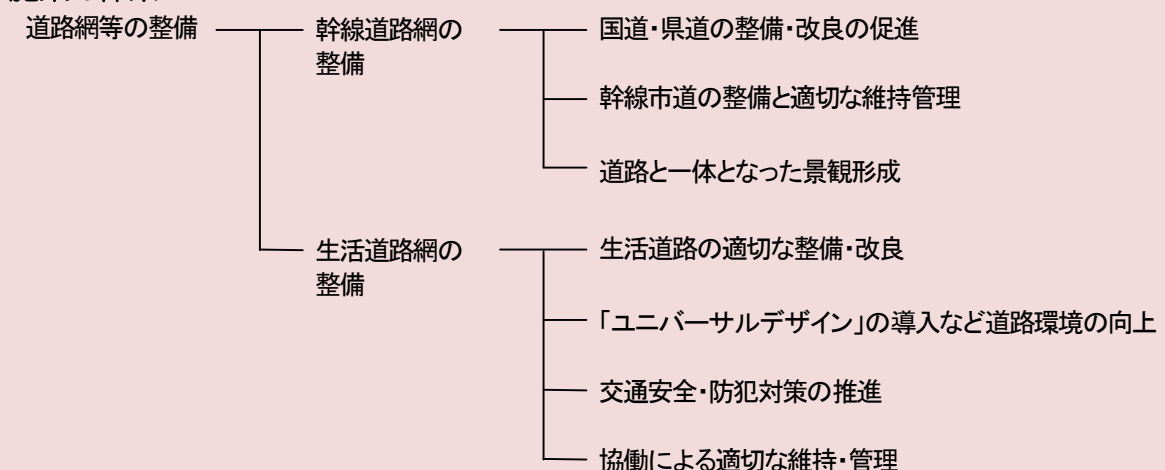 道路網等の整備
幹線道路網の
整備
国道・県道の整備・改良の促進
幹線市道の整備と適切な維持管理
道路と一体となった景観形成
生活道路網の
整備
生活道路の適切な整備・改良
「ユニバーサルデザイン」の導入など道路環境の向上
交通安全・防犯対策の推進
協働による適切な維持・管理